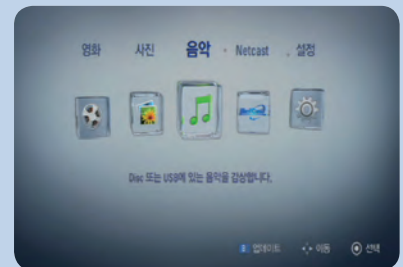 영화 사진 음악 Netcast 설정
Disc 또는 USB에 있는 음악을 감상합니다.
업데이트 이동 선택